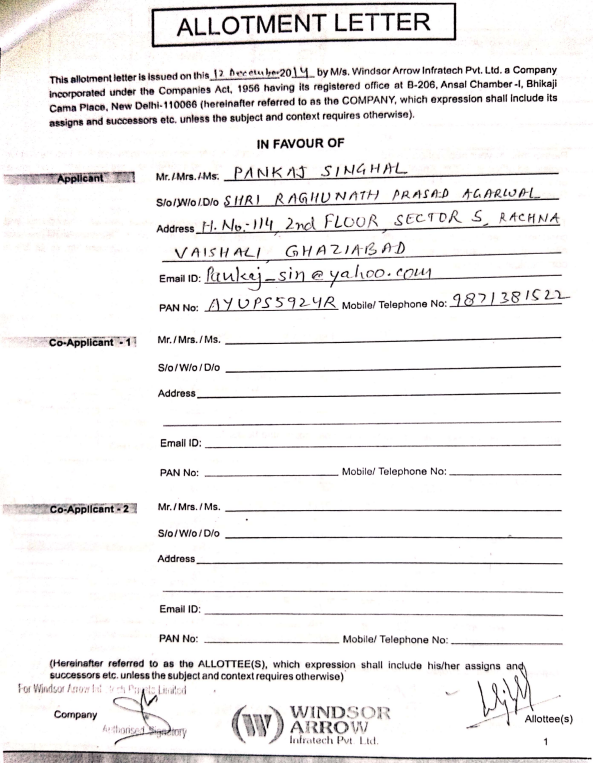 ALLOTMENT LETTER
This allotment letter is issued on this 12 December 2014 by M/s. Windsor Arrow Infratech Pvt. Ltd. a Company
incorporated under the Companies Act, 1956 having its registered office at B-206, Ansal Chamber-I, Bhikaji
Cama Place, New Delhi-110066 (hereinafter referred to as the COMPANY, which expression shall include its
assigns and successors etc. unless the subject and context requires otherwise).
IN FAVOUR OF
Applicant Mr./Mrs./Ms. PANKAJ SINGHAL
S/o/W/o/D/o SHRI RAGHUNATH PRASAD AGARWAL
Address H. No.-114 2nd FLOOR, SECTOR 5, RACHNA
VAISHALI, GHAZIABAD
Email ID: Pankaj_sin@yahoo.com
PAN No: AYUPS5924R Mobile/ Telephone No: 9871381522
Co-Applicant - 1 Mr./Mrs./Ms.
S/o/W/o/D/o
Address
Email ID:
PAN No: Mobile/ Telephone No:
Co-Applicant - 2 Mr./Mrs./Ms.
S/o/W/o/D/o
Address
Email ID:
PAN No: Mobile/ Telephone No:
(Hereinafter referred to as the ALLOTTEE(S), which expression shall include his/her assigns and
successors etc. unless the subject and context requires otherwise)
For Windsor Arrow Infratech Private Limited
Company
Authorised Signatory
WINDSOR
ARROW
Infratech Pvt. Ltd.
Allottee(s)
1